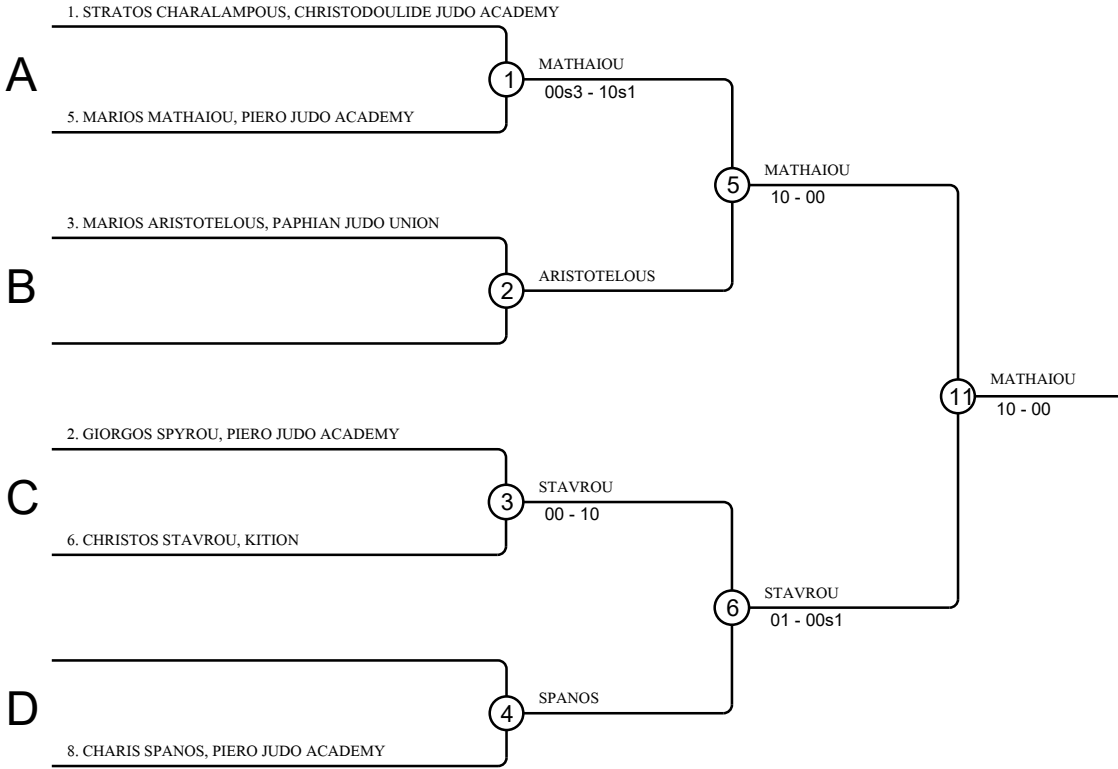 1. STRATOS CHARALAMPOUS, CHRISTODOULIDE JUDO ACADEMY
A
1
MATHAIOU
00s3 - 10s1
5. MARIOS MATHAIOU, PIERO JUDO ACADEMY
5
MATHAIOU
10 - 00
3. MARIOS ARISTOTELOUS, PAPHIAN JUDO UNION
B
2
ARISTOTELOUS
11
MATHAIOU
10 - 00
2. GIORGOS SPYROU, PIERO JUDO ACADEMY
C
3
STAVROU
00 - 10
6. CHRISTOS STAVROU, KITION
6
STAVROU
01 - 00s1
D
4
SPANOS
8. CHARIS SPANOS, PIERO JUDO ACADEMY